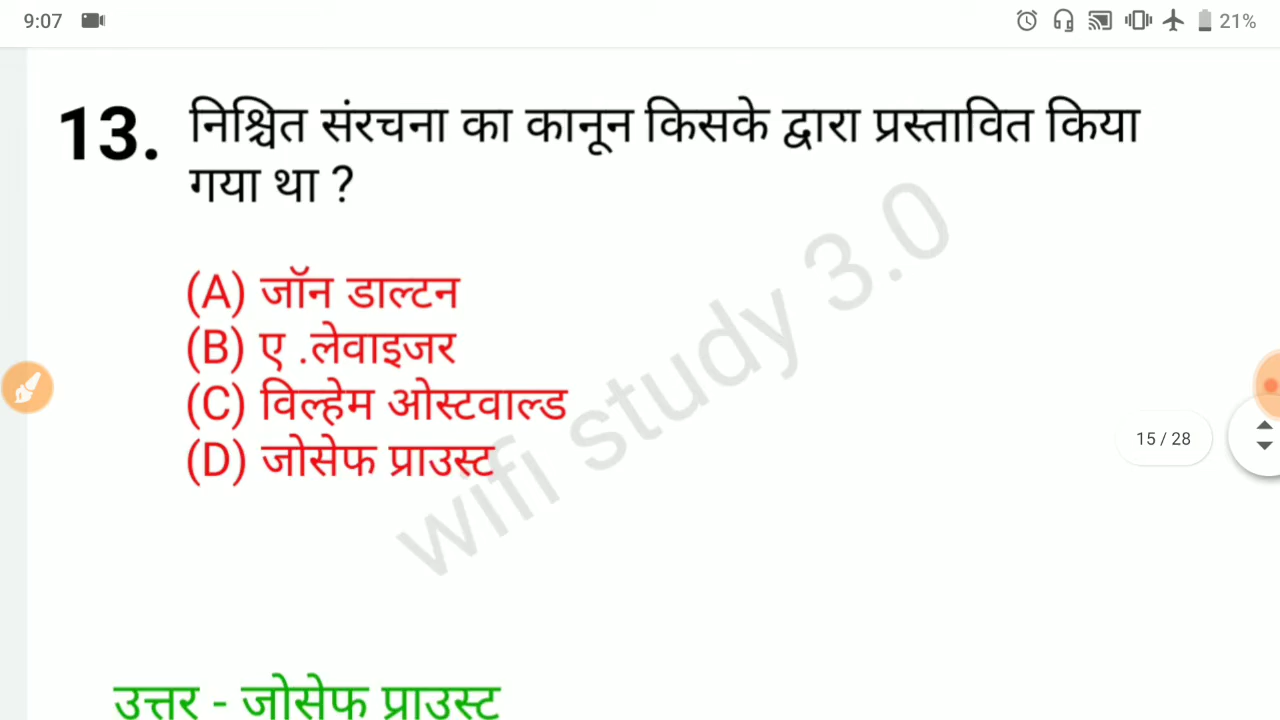 9:07
21%
13. निश्चित संरचना का कानून किसके द्वारा प्रस्तावित किया
गया था ?
(A) जॉन डाल्टन
(B) ए .लेवाइजर
(C) विल्हेम ओस्टवाल्ड
(D) जोसेफ प्राउस्ट
15 / 28
wifi study 3.0
उत्तर - जोसेफ प्राउस्ट